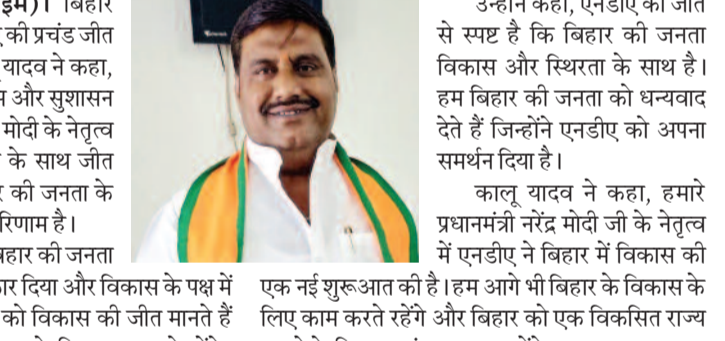 बिहार
की प्रचंड जीत
यादव ने कहा,
और सुशासन
मोदी के नेतृत्व
के साथ जीत
की जनता के
है।
की जनता
दिया और विकास के पक्ष में
को विकास की जीत मानते हैं
उन्होंने कहा, एनडीए की जीत
से स्पष्ट है कि बिहार की जनता
विकास और स्थिरता के साथ है।
हम बिहार की जनता को धन्यवाद
देते हैं जिन्होंने एनडीए को अपना
समर्थन दिया है।
कालू यादव ने कहा, हमारे
प्रधानमंत्री नरेंद्र मोदी जी के नेतृत्व
में एनडीए ने बिहार में विकास की
एक नई शुरूआत की है। हम आगे भी बिहार के विकास के
लिए काम करते रहेंगे और बिहार को एक विकसित राज्य